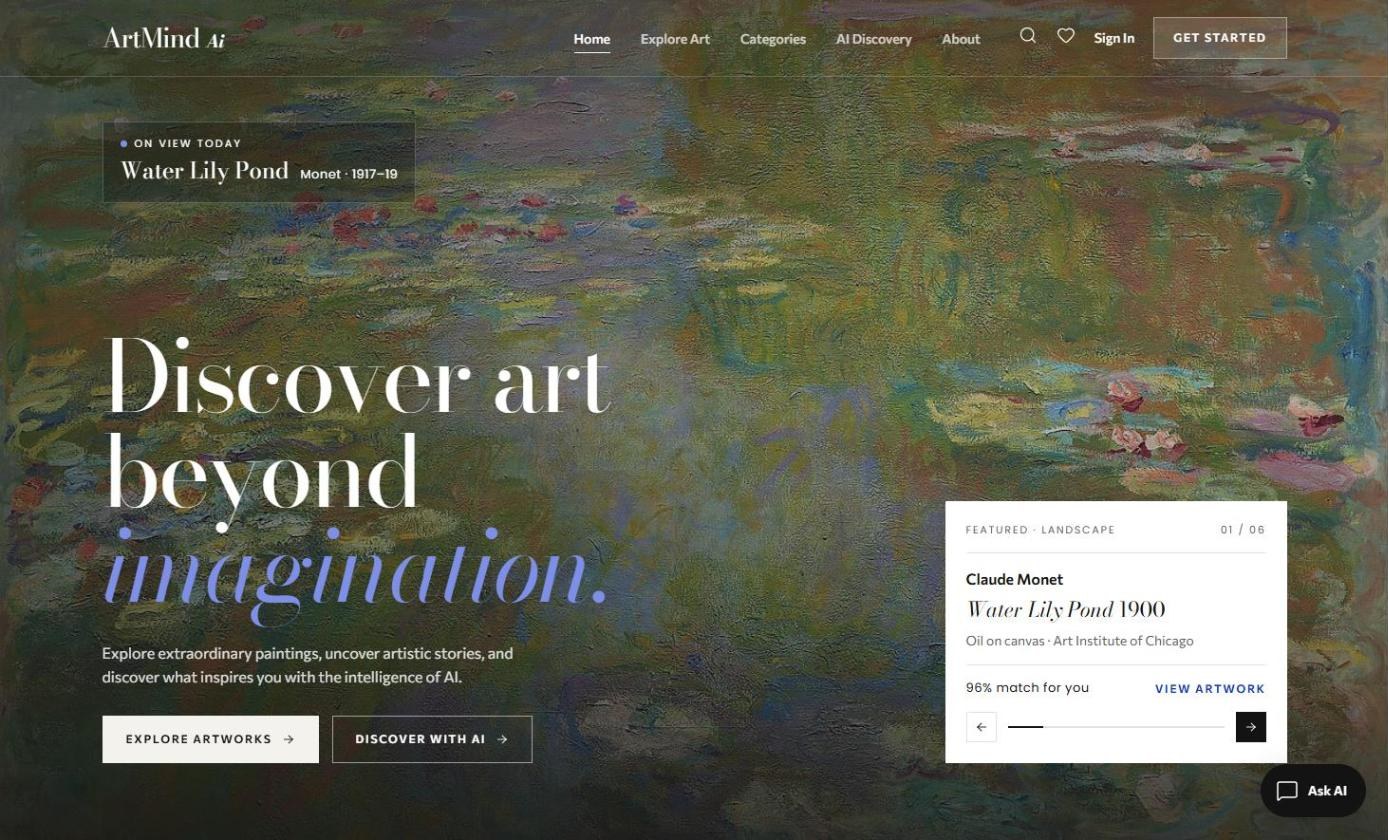 ArtMind Ai
Home Explore Art Categories AI Discovery About Sign In GET STARTED
ON VIEW TODAY
Water Lily Pond Monet · 1917–19
Discover art
beyond
imagination.
Explore extraordinary paintings, uncover artistic stories, and
discover what inspires you with the intelligence of AI.
EXPLORE ARTWORKS → DISCOVER WITH AI →
FEATURED · LANDSCAPE 01 / 06
Claude Monet
Water Lily Pond 1900
Oil on canvas · Art Institute of Chicago
96% match for you VIEW ARTWORK
← →
Ask AI